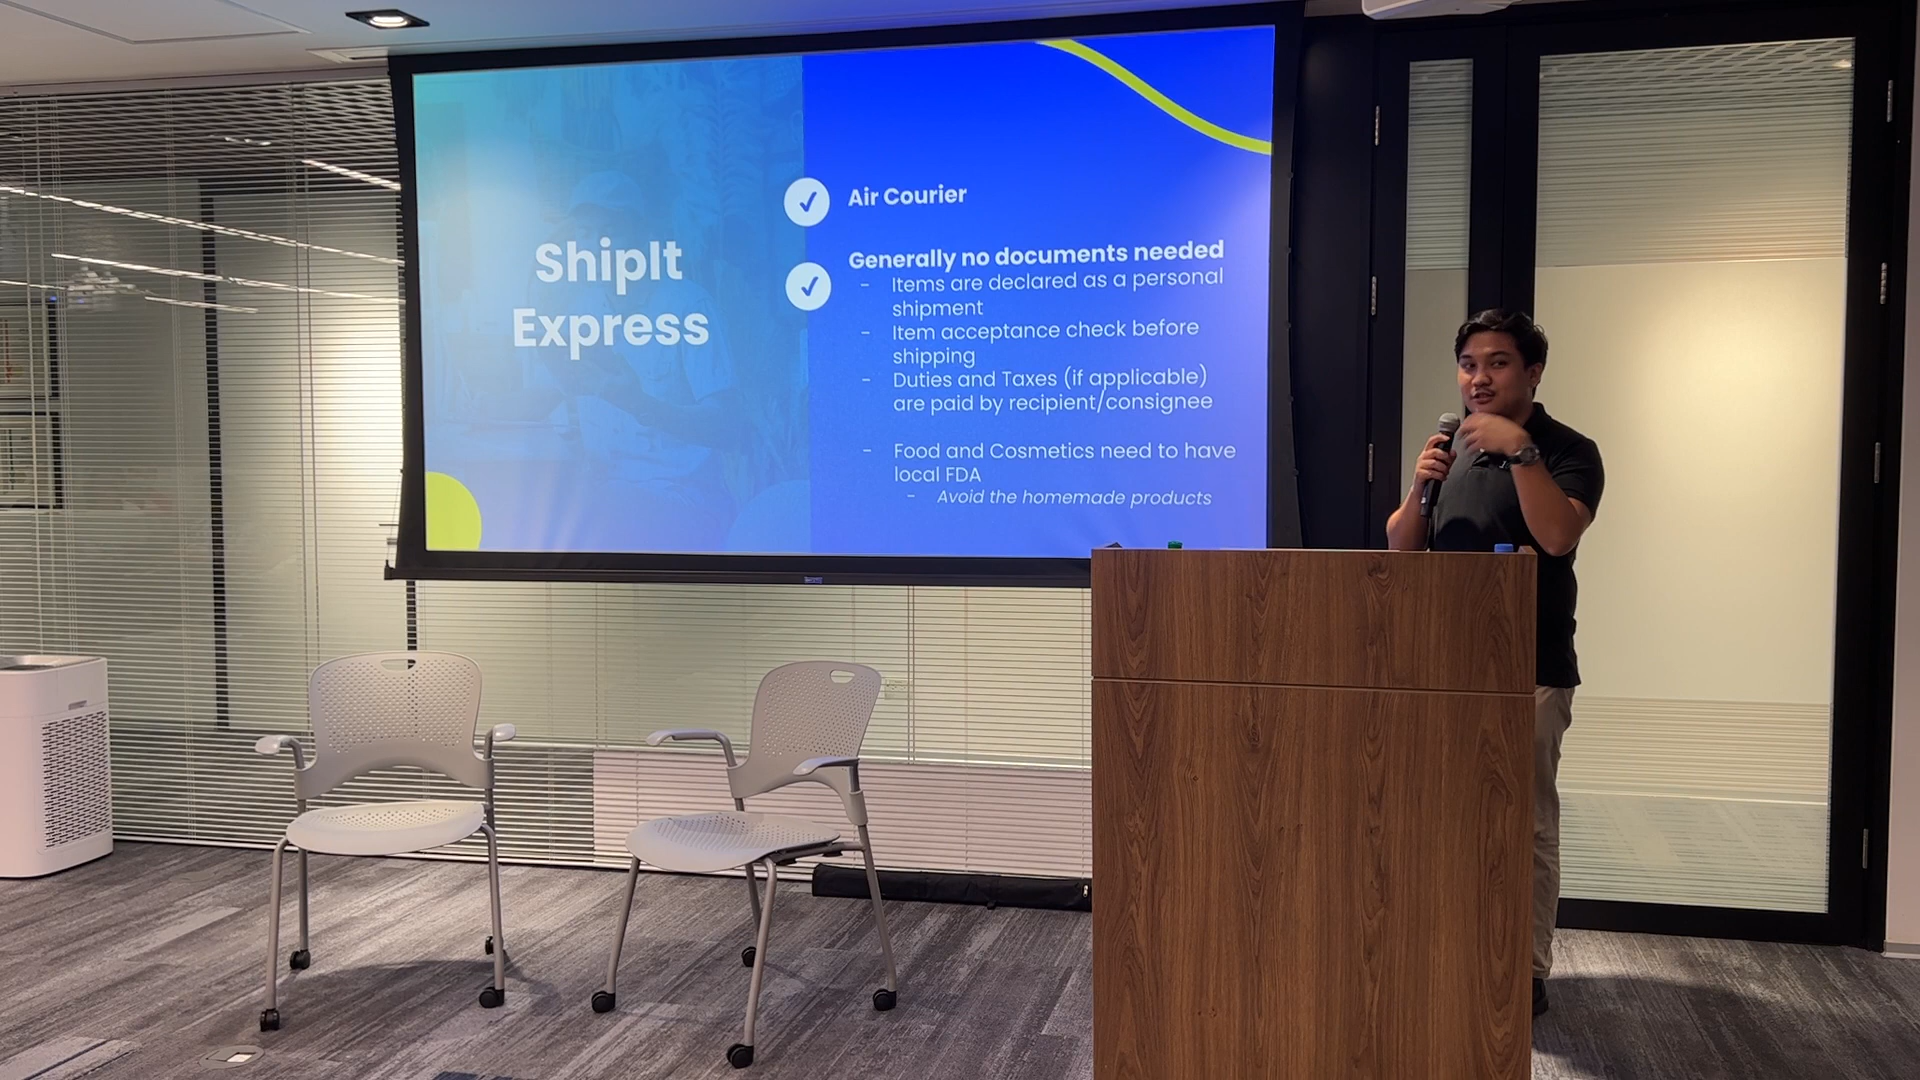 ShipIt
Express
Air Courier
Generally no documents needed
- Items are declared as a personal
shipment
- Item acceptance check before
shipping
- Duties and Taxes (if applicable)
are paid by recipient/consignee
- Food and Cosmetics need to have
local FDA
- Avoid the homemade products